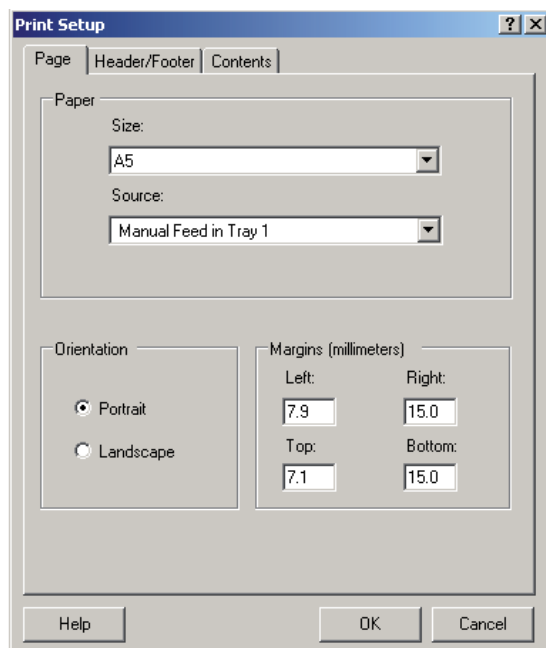 Print Setup
Page Header/Footer Contents
Paper
Size:
A5
Source:
Manual Feed in Tray 1
Orientation
Portrait
Landscape
Margins (millimeters)
Left: Right:
7.9 15.0
Top: Bottom:
7.1 15.0
Help OK Cancel